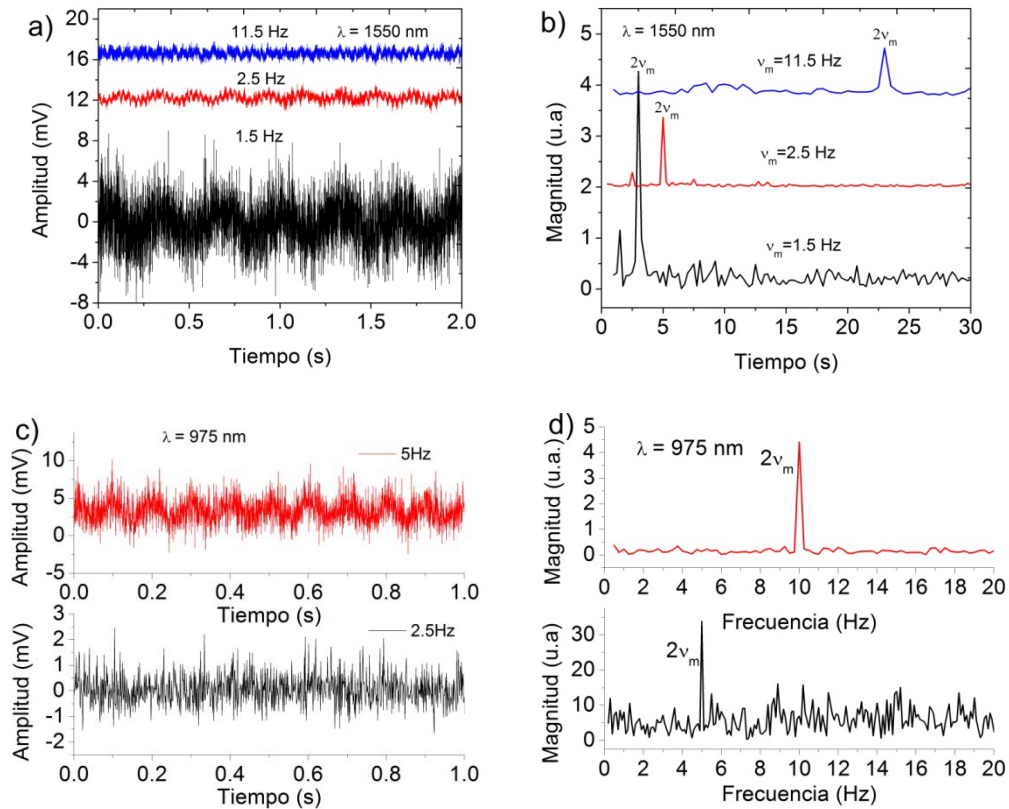 a)
20
16
12
8
4
0
-4
-8
Amplitud (mV)
11.5 Hz
λ = 1550 nm
2.5 Hz
1.5 Hz
0.0 0.5 1.0 1.5 2.0
Tiempo (s)
b)
5
4
3
2
1
0
Magnitud (u.a)
λ = 1550 nm
2νm
νm=11.5 Hz
2νm
2νm
νm=2.5 Hz
νm=1.5 Hz
0 5 10 15 20 25 30
Tiempo (s)
c)
λ = 975 nm
5Hz
10
5
0
-5
Amplitud (mV)
0.0 0.2 0.4 0.6 0.8 1.0
Tiempo (s)
3
2
1
0
-1
-2
Amplitud (mV)
2.5Hz
0.0 0.2 0.4 0.6 0.8 1.0
Tiempo (s)
d)
5
4
3
2
1
0
Magnitud (u.a.)
λ = 975 nm
2νm
0 2 4 6 8 10 12 14 16 18 20
Frecuencia (Hz)
30
20
10
0
Magnitud (u.a)
2νm
0 2 4 6 8 10 12 14 16 18 20
Frecuencia (Hz)